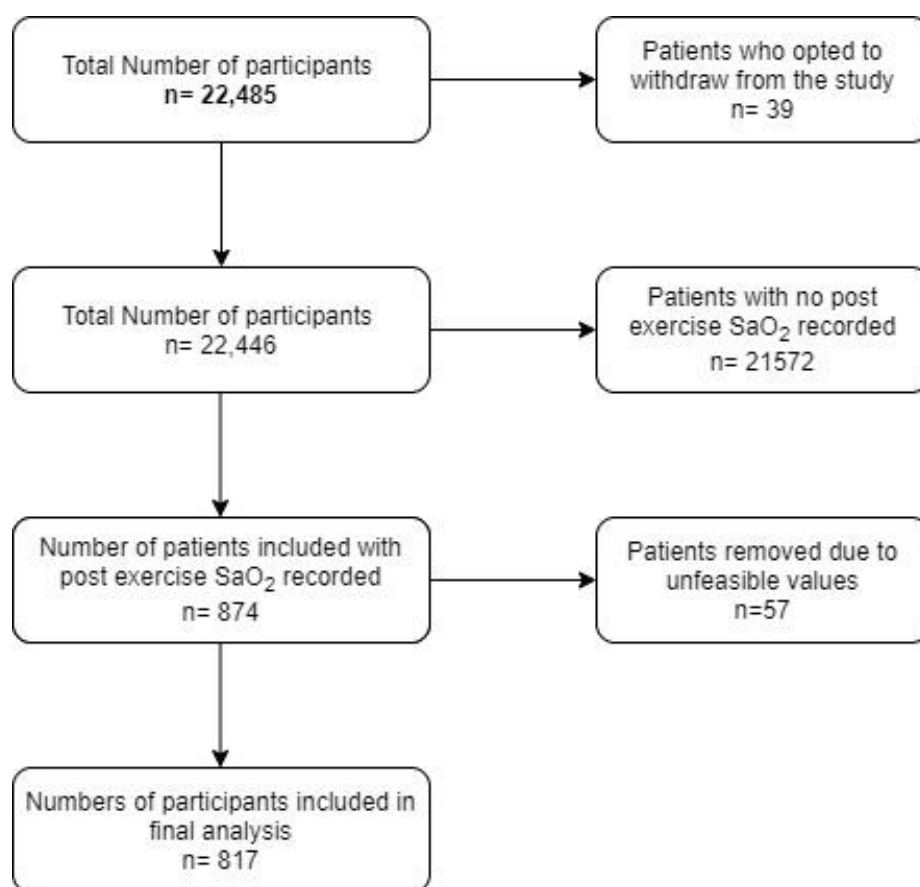 Total Number of participants
n= 22,485
Patients who opted to
withdraw from the study
n= 39
Total Number of participants
n= 22,446
Patients with no post
exercise SaO₂ recorded
n= 21572
Number of patients included with
post exercise SaO₂ recorded
n= 874
Patients removed due to
unfeasible values
n=57
Numbers of participants included in
final analysis
n= 817